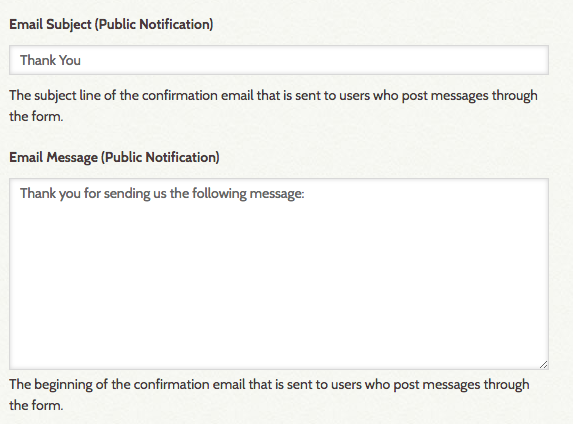 Email Subject (Public Notification)
Thank You
The subject line of the confirmation email that is sent to users who post messages through
the form.
Email Message (Public Notification)
Thank you for sending us the following message:
The beginning of the confirmation email that is sent to users who post messages through
the form.